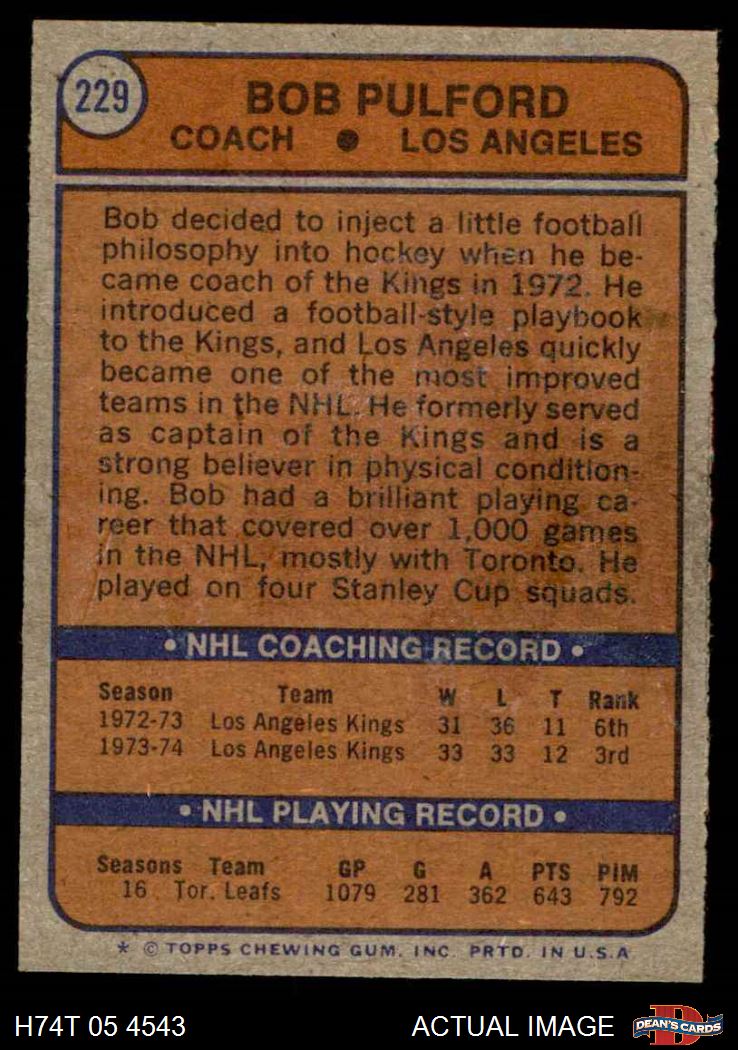 229
BOB PULFORD
COACH ● LOS ANGELES
Bob decided to inject a little football
philosophy into hockey when he be-
came coach of the Kings in 1972. He
introduced a football-style playbook
to the Kings, and Los Angeles quickly
became one of the most improved
teams in the NHL. He formerly served
as captain of the Kings and is a
strong believer in physical condition-
ing. Bob had a brilliant playing ca-
reer that covered over 1,000 games
in the NHL, mostly with Toronto. He
played on four Stanley Cup squads.
• NHL COACHING RECORD •
Season Team W L T Rank
1972-73 Los Angeles Kings 31 36 11 6th
1973-74 Los Angeles Kings 33 33 12 3rd
• NHL PLAYING RECORD •
Seasons Team GP G A PTS PIM
16 Tor. Leafs 1079 281 362 643 792
* © TOPPS CHEWING GUM. INC. PRTD. IN U.S.A
H74T 05 4543 ACTUAL IMAGE
D
DEAN'S CARDS